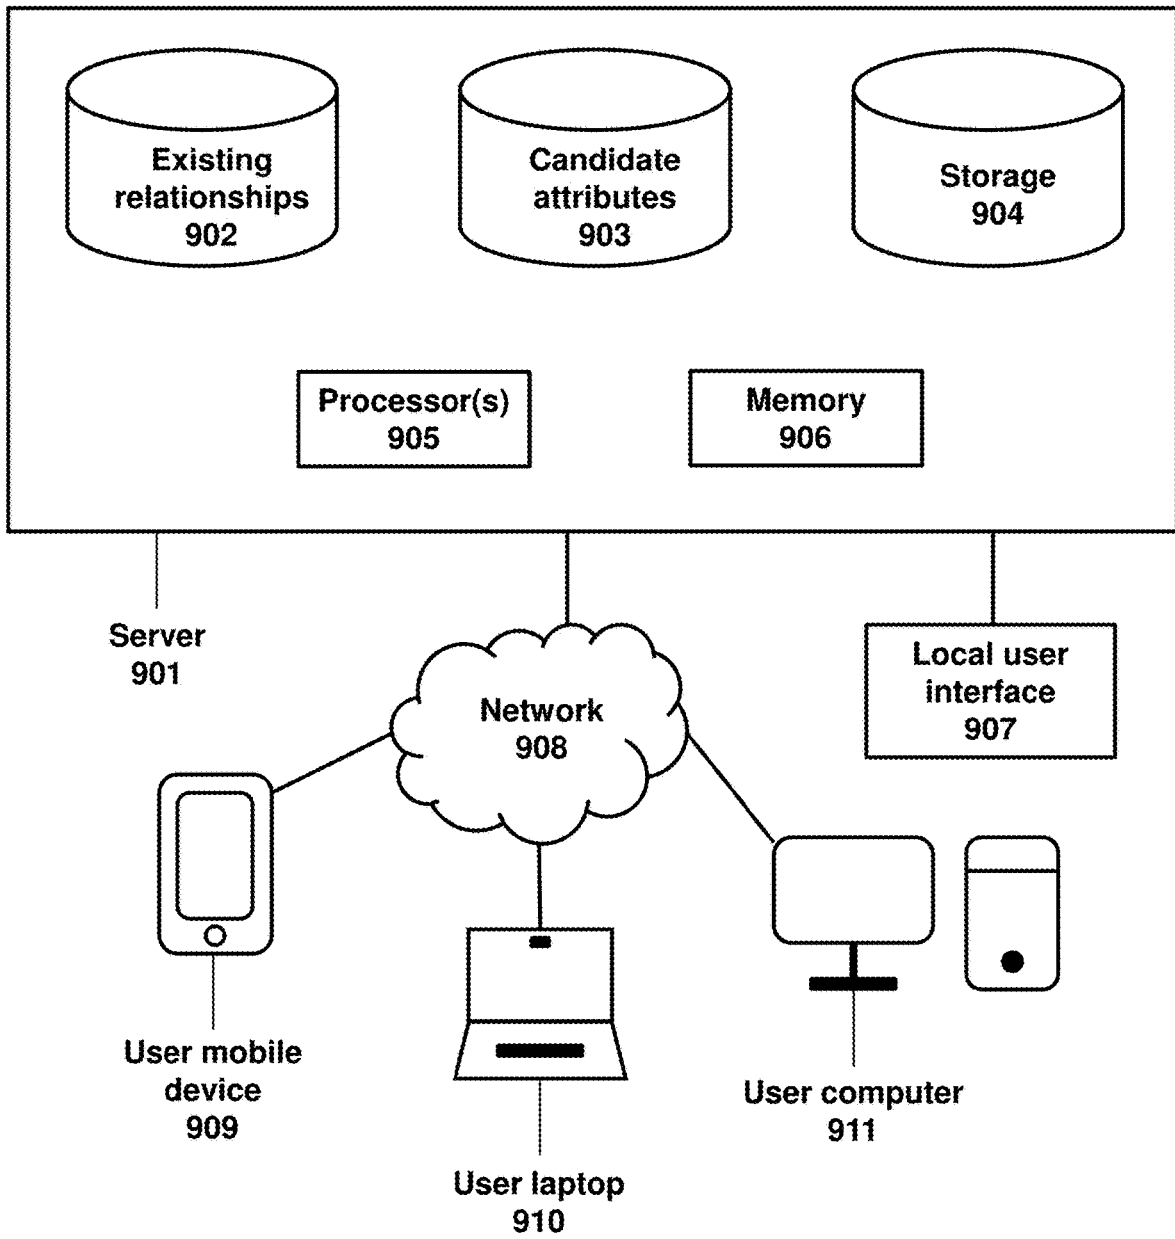 Existing
relationships
902
Candidate
attributes
903
Storage
904
Processor(s)
905
Memory
906
Server
901
Network
908
Local user
interface
907
User mobile
device
909
User laptop
910
User computer
911